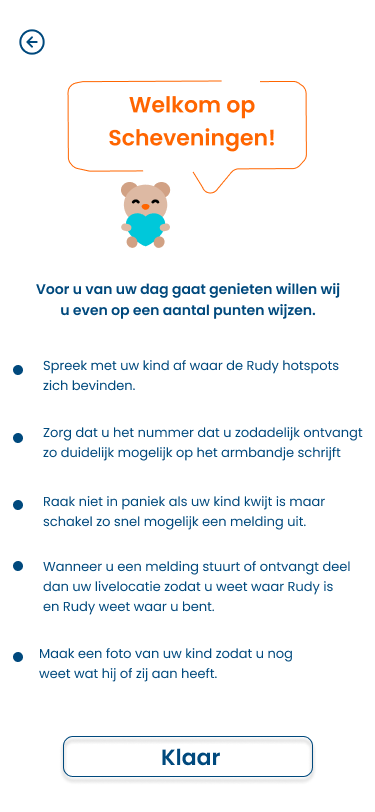 Welkom op
Scheveningen!
Voor u van uw dag gaat genieten willen wij
u even op een aantal punten wijzen.
Spreek met uw kind af waar de Rudy hotspots
zich bevinden.
Zorg dat u het nummer dat u zodadelijk ontvangt
zo duidelijk mogelijk op het armbandje schrijft
Raak niet in paniek als uw kind kwijt is maar
schakel zo snel mogelijk een melding uit.
Wanneer u een melding stuurt of ontvangt deel
dan uw livelocatie zodat u weet waar Rudy is
en Rudy weet waar u bent.
Maak een foto van uw kind zodat u nog
weet wat hij of zij aan heeft.
Klaar